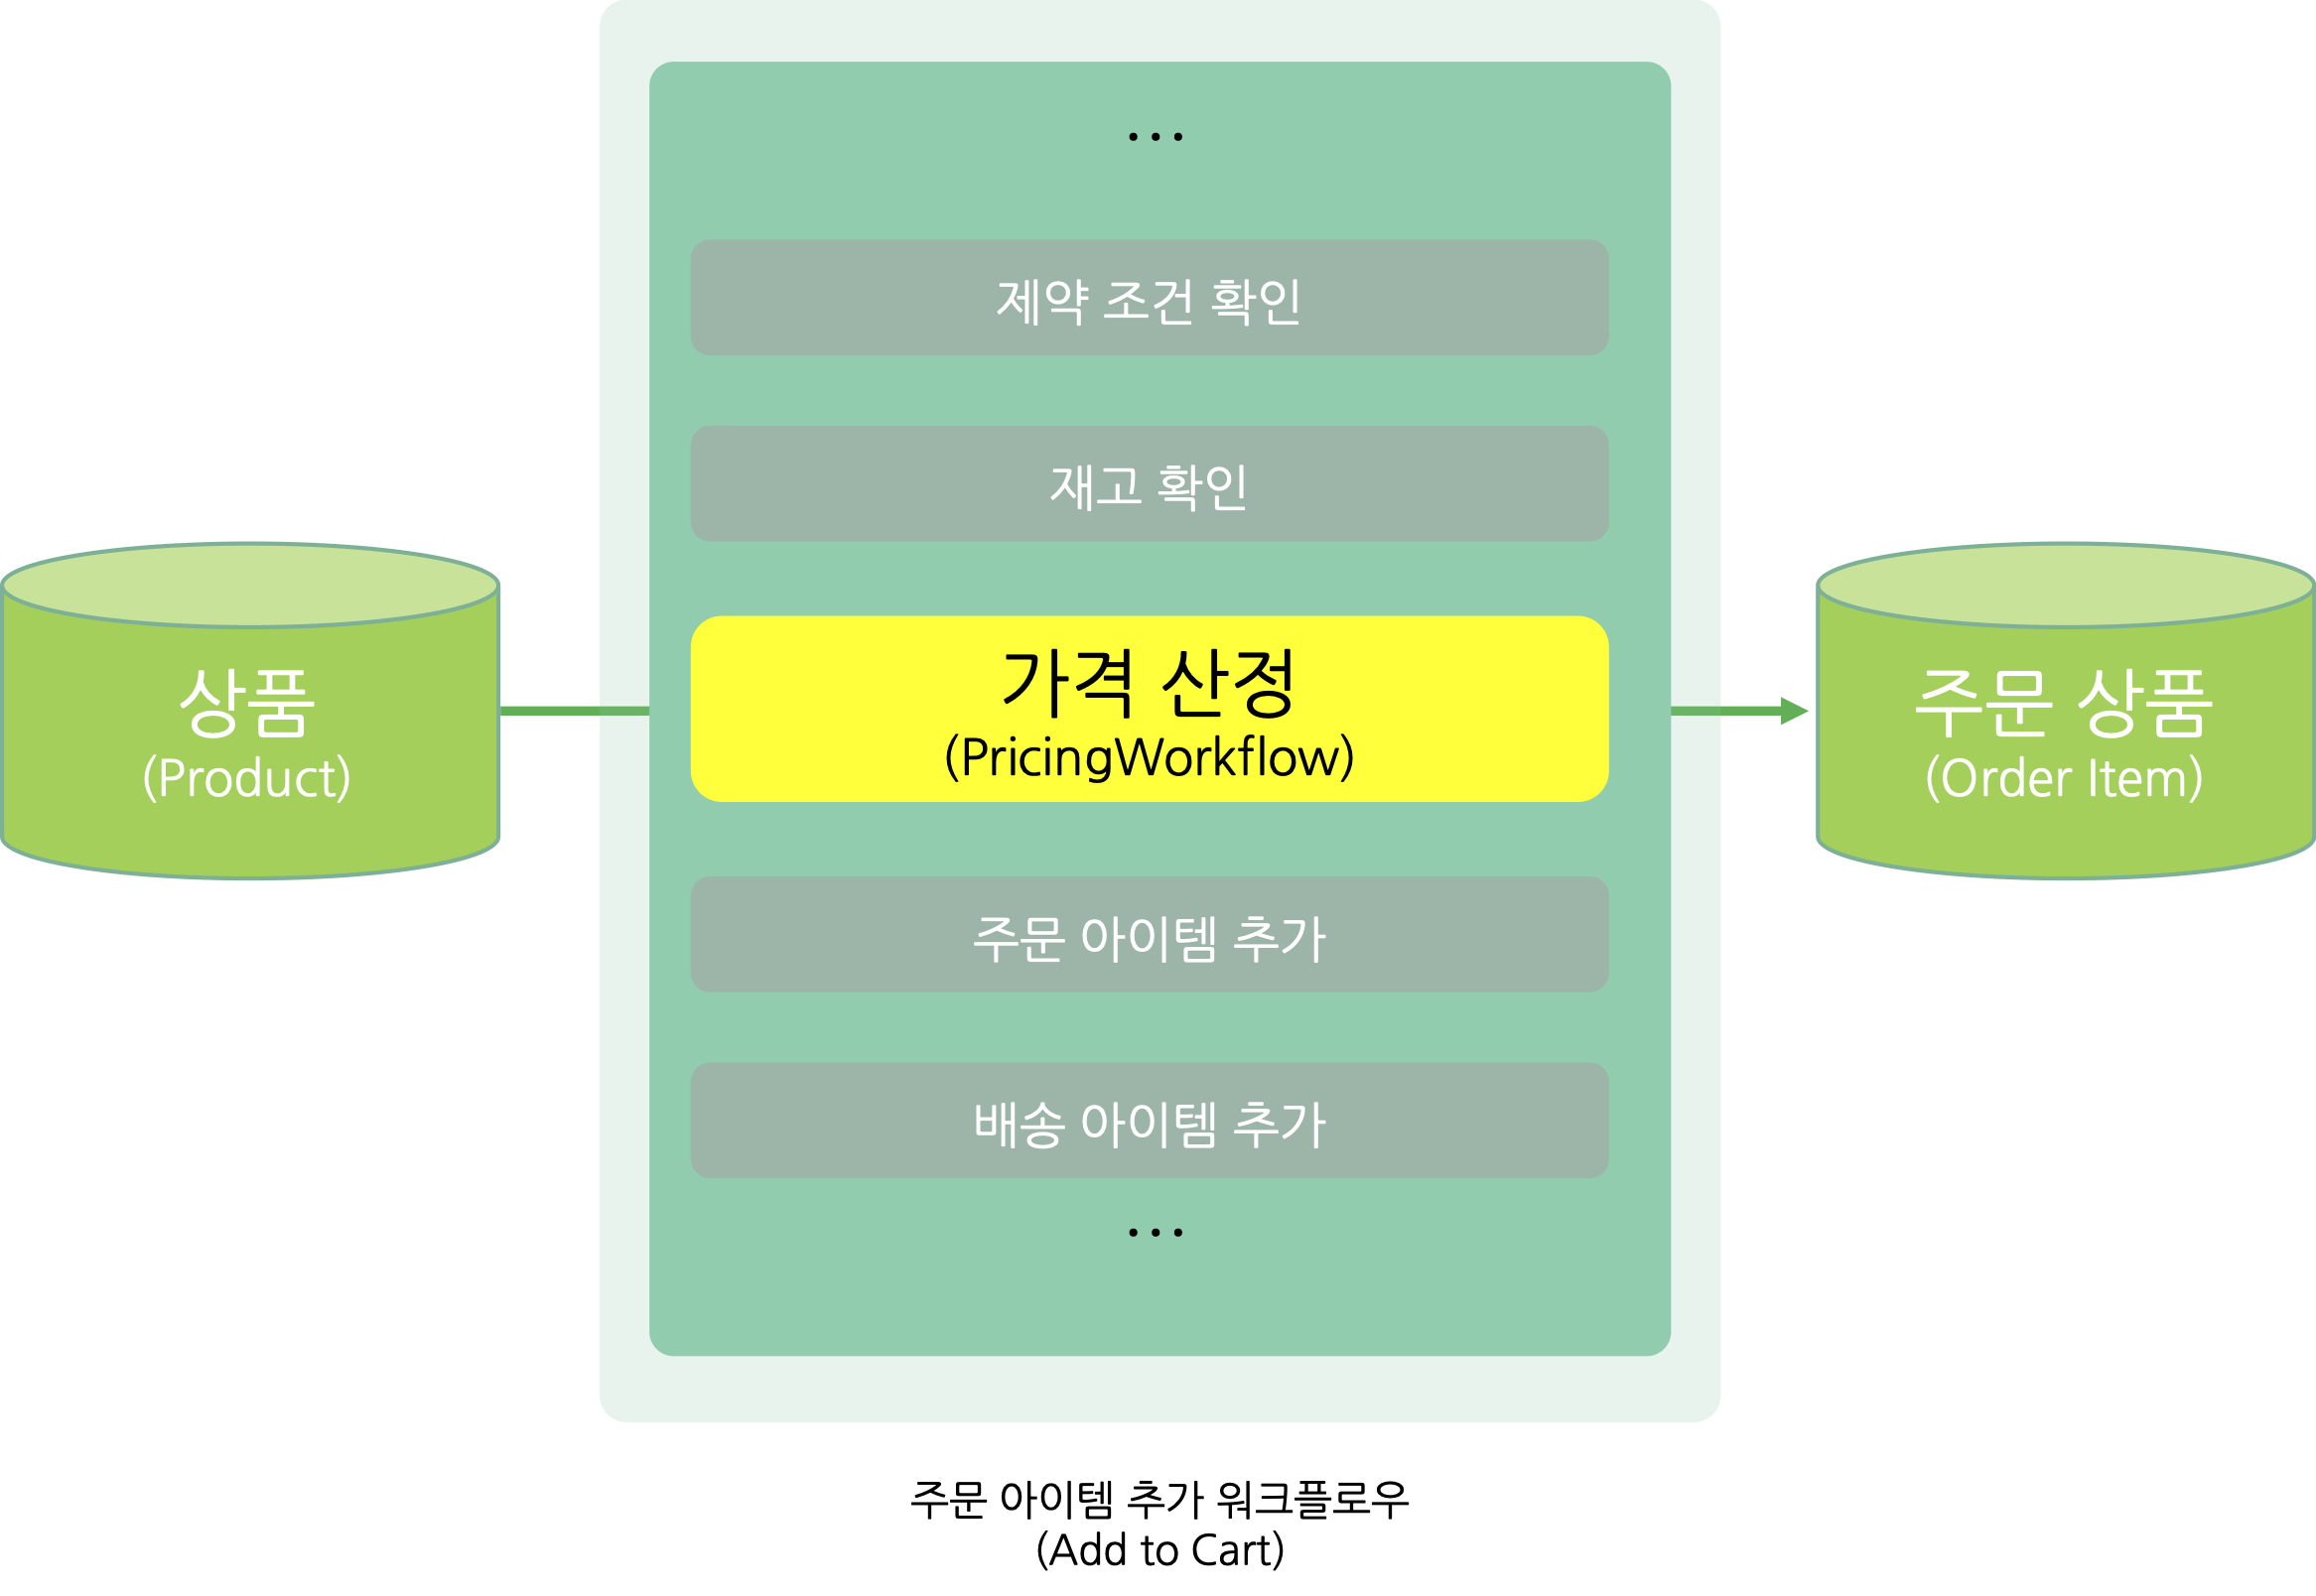 ...
제약 조건 확인
재고 확인
상품
(Product)
가격 산정
(PricingWorkflow)
주문 상품
(Order Item)
주문 아이템 추가
배송 아이템 추가
...
주문 아이템 추가 워크플로우
(Add to Cart)